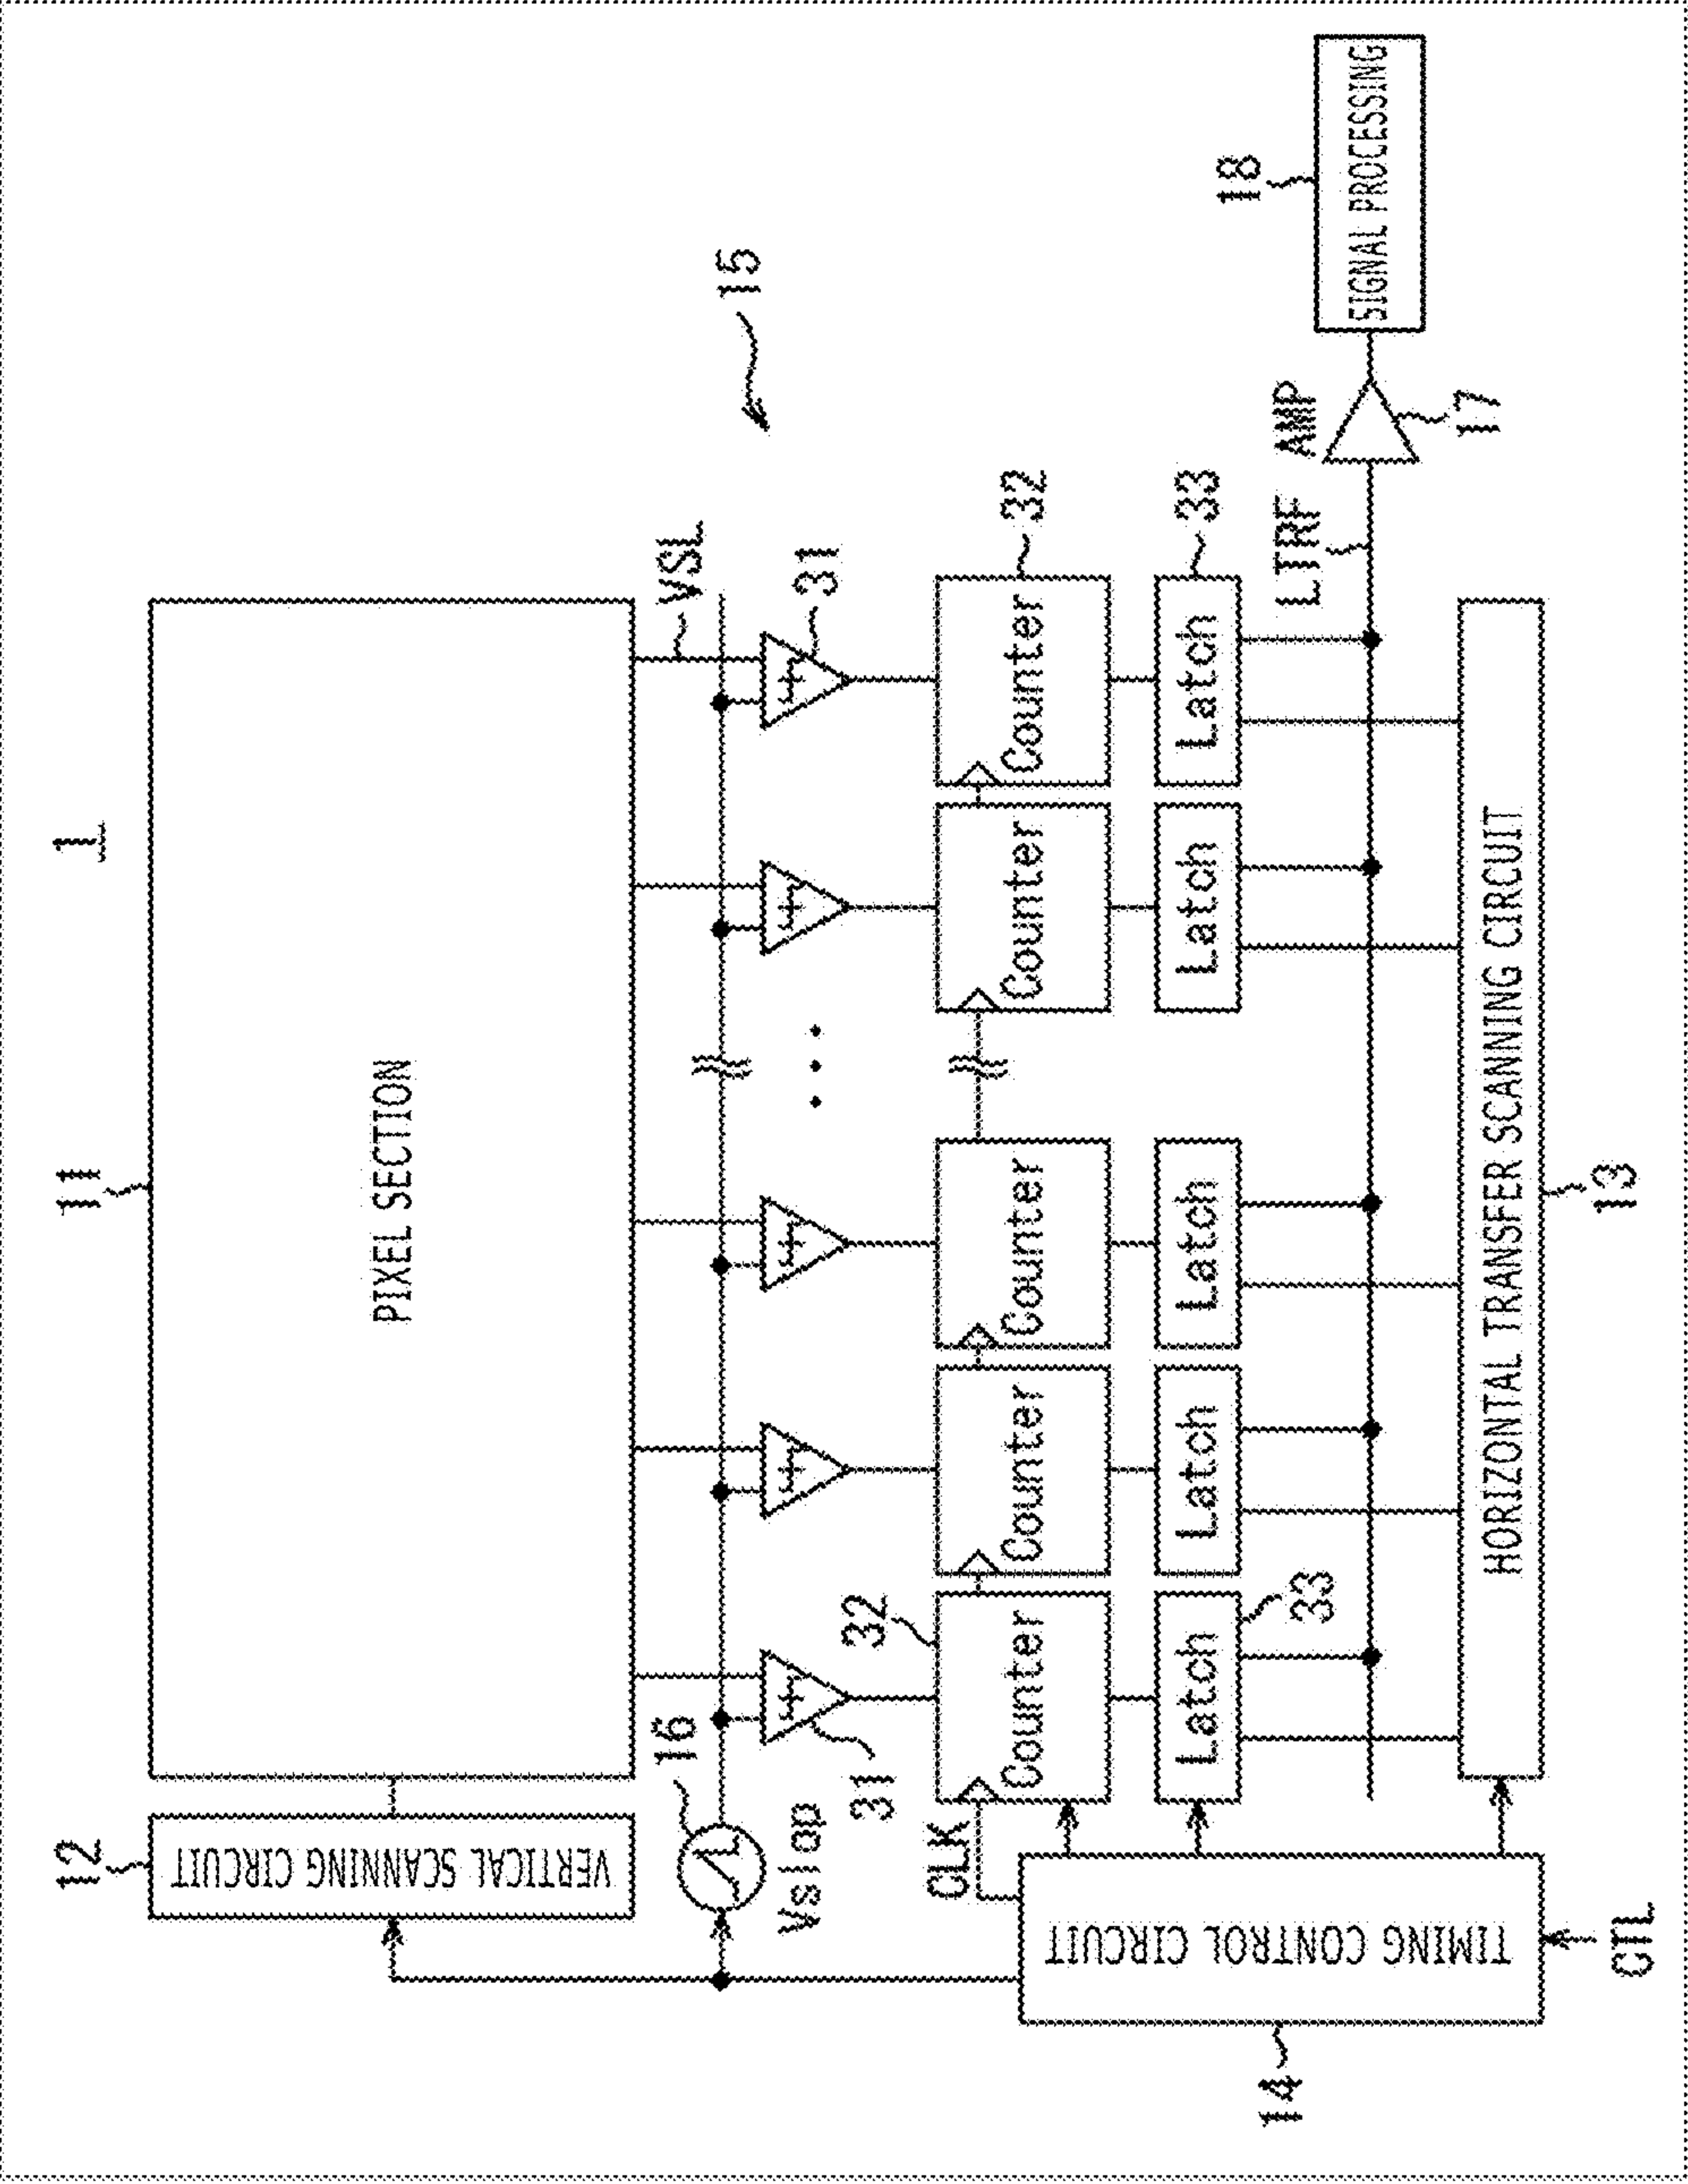 1
11
PIXEL SECTION
12
VERTICAL SCANNING CIRCUIT
VSL
15
16
Vslop
31
31
CLK
32
32
Counter
Counter
Counter
Counter
Counter
33
33
Latch
Latch
Latch
Latch
Latch
LTRF
AMP
17
18
SIGNAL PROCESSING
TIMING CONTROL CIRCUIT
14
CTL
HORIZONTAL TRANSFER SCANNING CIRCUIT
13